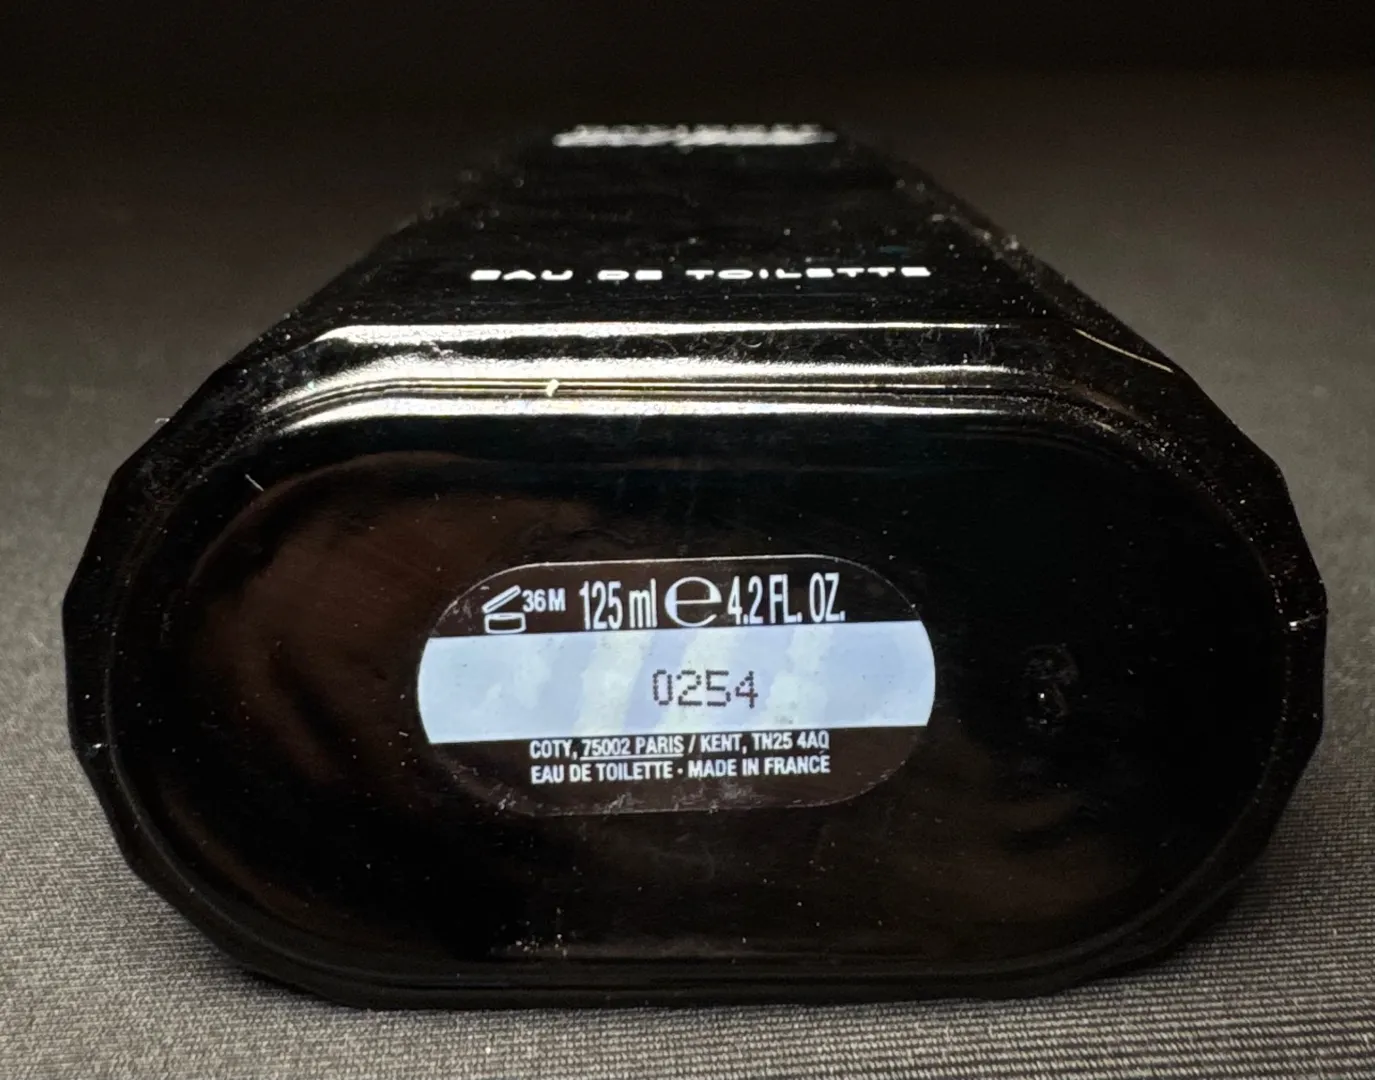 EAU DE TOILETTE
36M 125 ml e 4.2 FL. OZ.
0254
COTY, 75002 PARIS / KENT, TN25 4AQ
EAU DE TOILETTE · MADE IN FRANCE